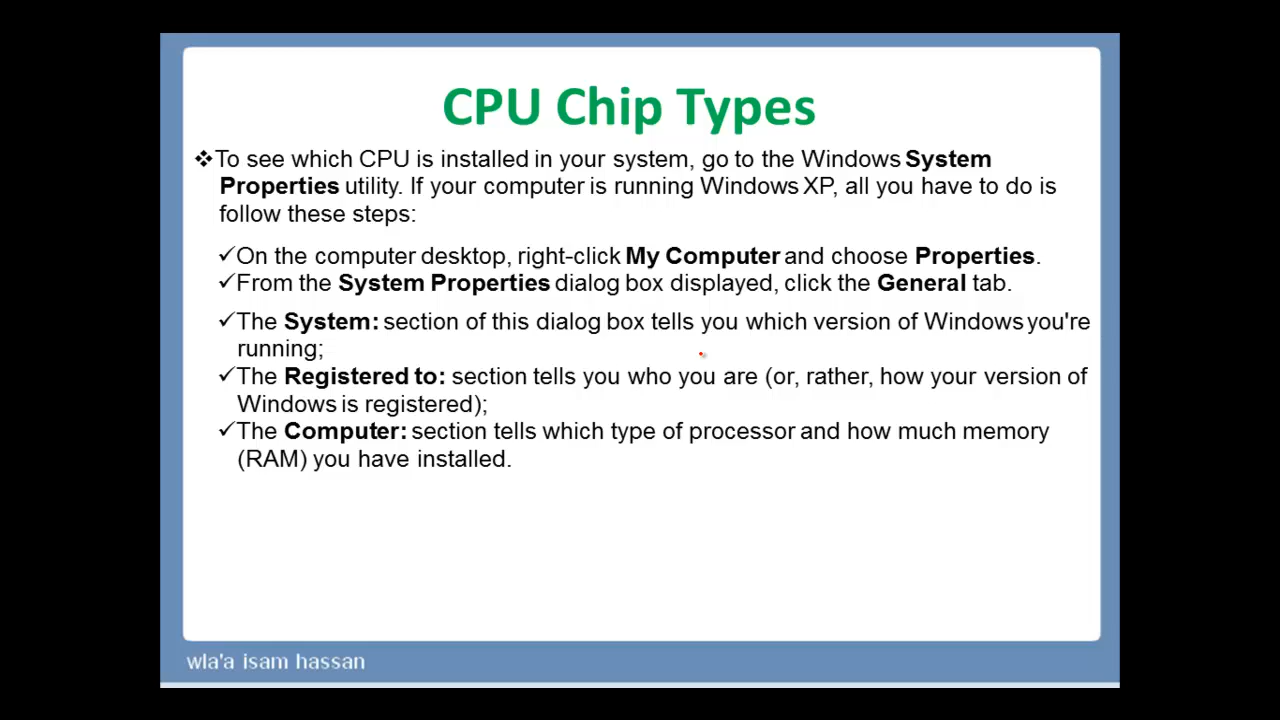 CPU Chip Types
❖To see which CPU is installed in your system, go to the Windows System
Properties utility. If your computer is running Windows XP, all you have to do is
follow these steps:
✓On the computer desktop, right-click My Computer and choose Properties.
✓From the System Properties dialog box displayed, click the General tab.
✓The System: section of this dialog box tells you which version of Windows you're
running;
✓The Registered to: section tells you who you are (or, rather, how your version of
Windows is registered);
✓The Computer: section tells which type of processor and how much memory
(RAM) you have installed.
wla'a isam hassan